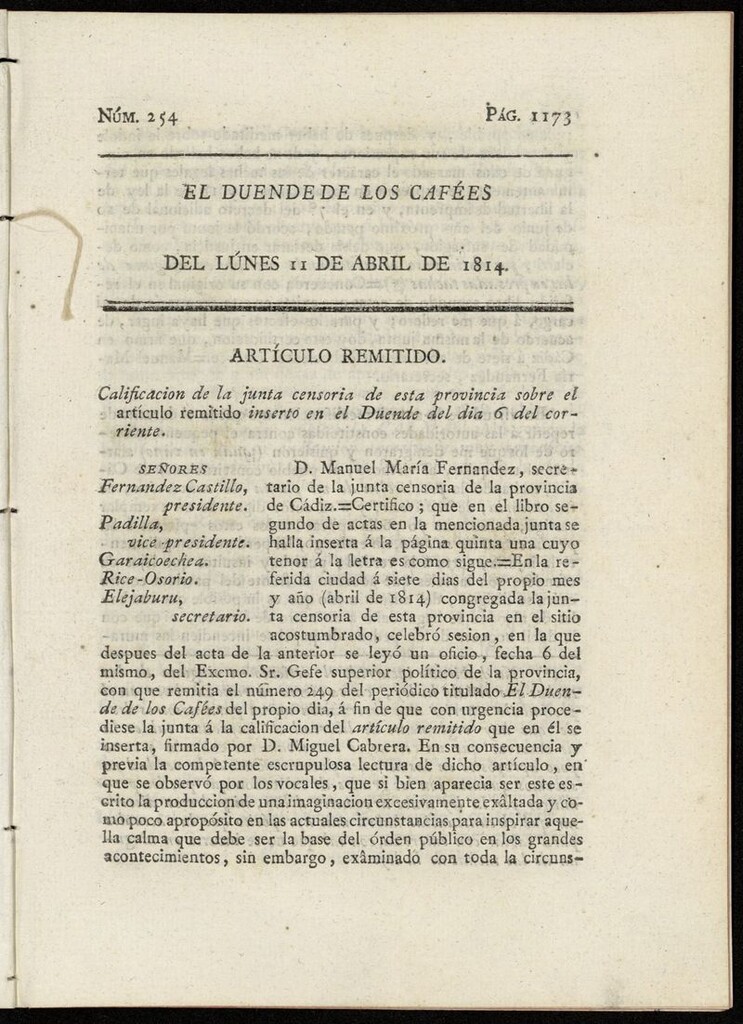 NÚM. 254 PÁG. 1173
EL DUENDE DE LOS CAFÉES
DEL LÚNES 11 DE ABRIL DE 1814.
ARTÍCULO REMITIDO.
Calificacion de la junta censoria de esta provincia sobre el
artículo remitido inserto en el Duende del dia 6 del cor-
riente.
SEÑORES
Fernandez Castillo,
presidente.
Padilla,
vice-presidente.
Garaicoechea.
Rice-Osorio.
Elejaburu,
secretario.
D. Manuel María Fernandez, secre-
tario de la junta censoria de la provincia
de Cádiz.=Certifico; que en el libro se-
gundo de actas en la mencionada junta se
halla inserta á la página quinta una cuyo
tenor á la letra es como sigue.=En la re-
ferida ciudad á siete dias del propio mes
y año (abril de 1814) congregada la jun-
ta censoria de esta provincia en el sitio
acostumbrado, celebró sesion, en la que
despues del acta de la anterior se leyó un oficio, fecha 6 del
mismo, del Excmo. Sr. Gefe superior político de la provincia,
con que remitia el número 249 del periódico titulado El Duen-
de de los Cafées del propio dia, á fin de que con urgencia proce-
diese la junta á la calificacion del artículo remitido que en él se
inserta, firmado por D. Miguel Cabrera. En su consecuencia y
previa la competente escrupulosa lectura de dicho artículo, en
que se observó por los vocales, que si bien aparecia ser este es-
crito la produccion de una imaginacion excesivamente exâltada y co-
mo poco apropósito en las actuales circunstancias para inspirar aque-
lla calma que debe ser la base del órden público en los grandes
acontecimientos, sin embargo, exâminado con toda la circuns-